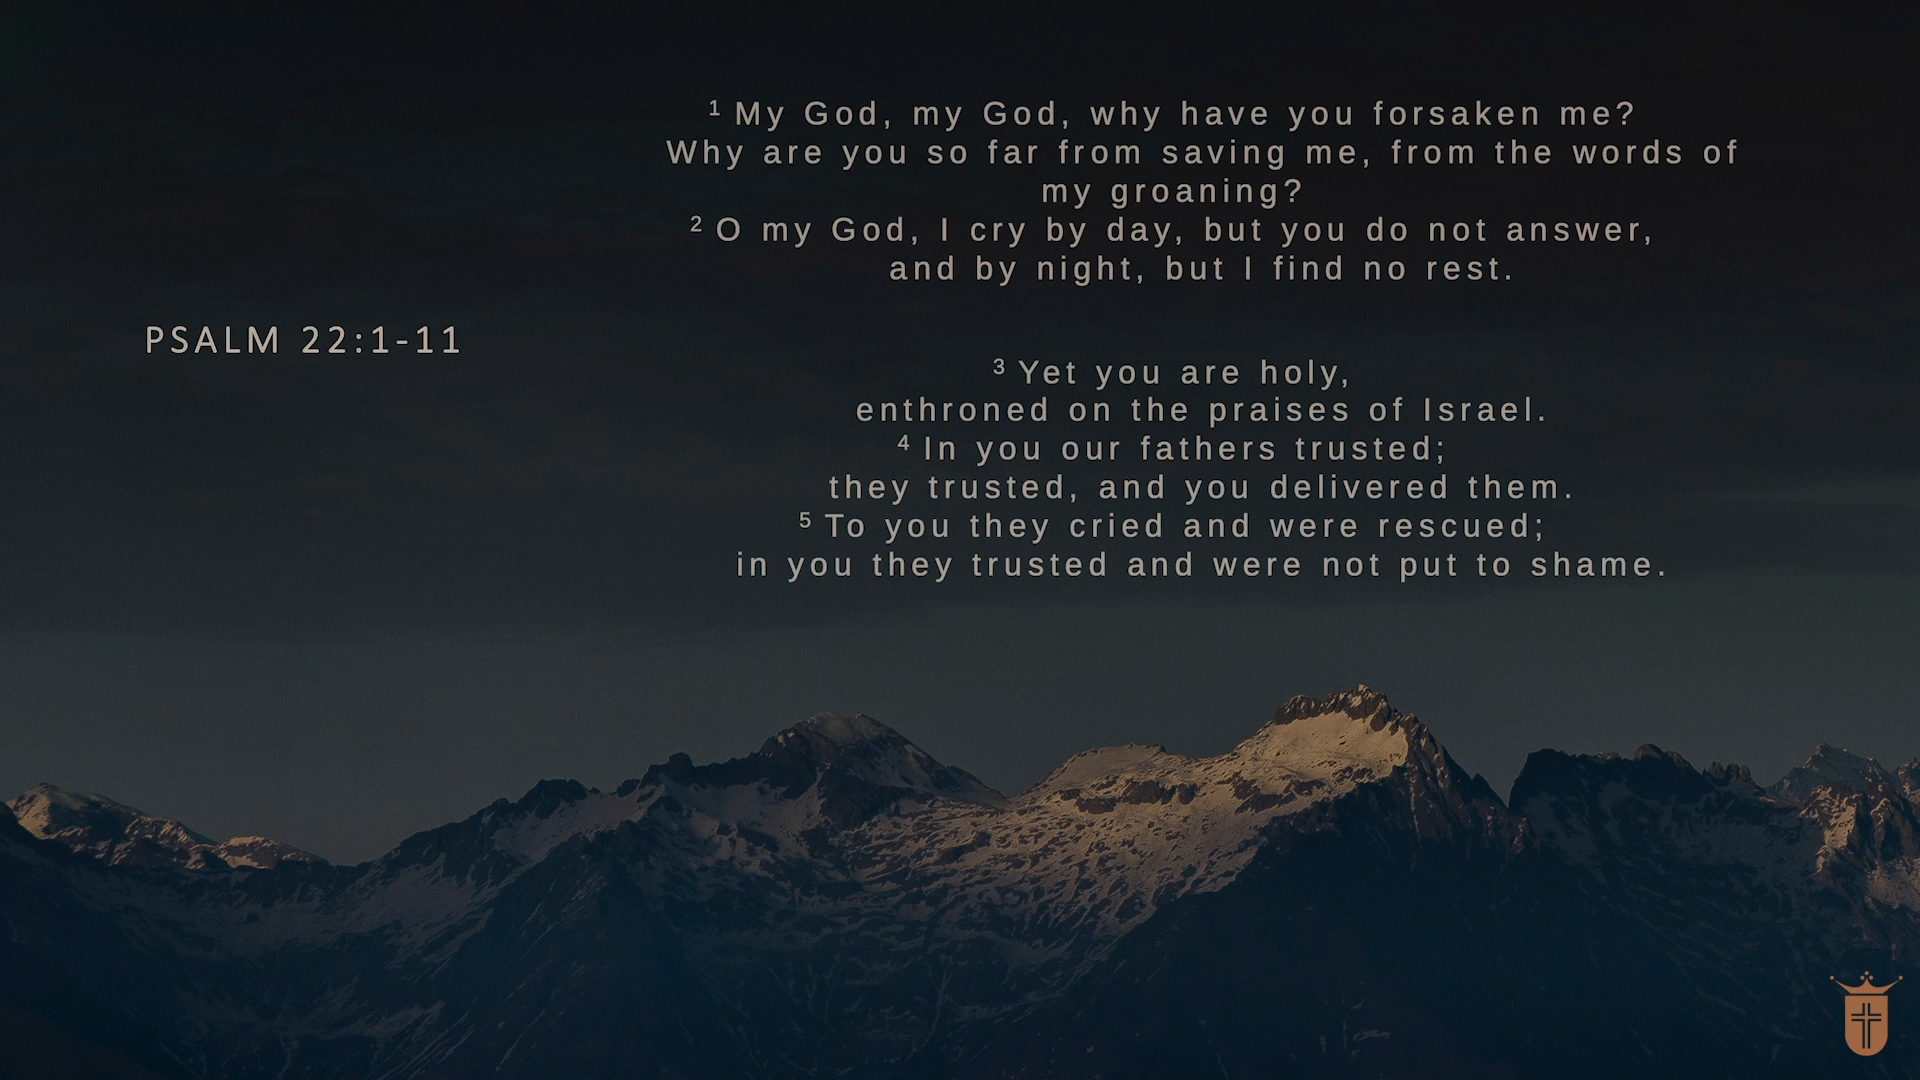 PSALM 22:1-11
1 My God, my God, why have you forsaken me?
Why are you so far from saving me, from the words of
my groaning?
2 O my God, I cry by day, but you do not answer,
and by night, but I find no rest.
3 Yet you are holy,
enthroned on the praises of Israel.
4 In you our fathers trusted;
they trusted, and you delivered them.
5 To you they cried and were rescued;
in you they trusted and were not put to shame.